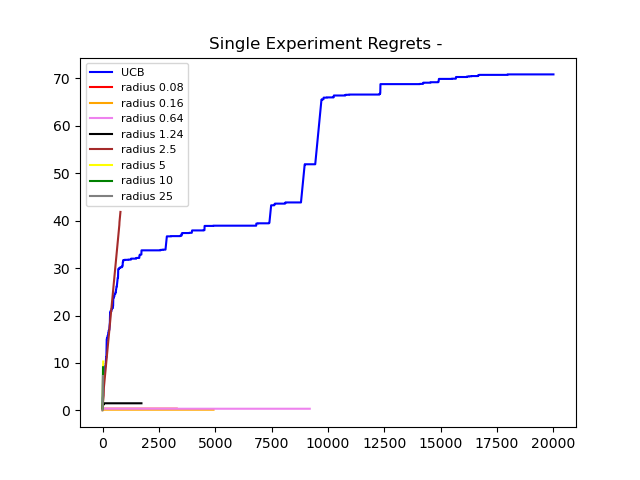 Single Experiment Regrets -
UCB
radius 0.08
radius 0.16
radius 0.64
radius 1.24
radius 2.5
radius 5
radius 10
radius 25
70
60
50
40
30
20
10
0
0 2500 5000 7500 10000 12500 15000 17500 20000